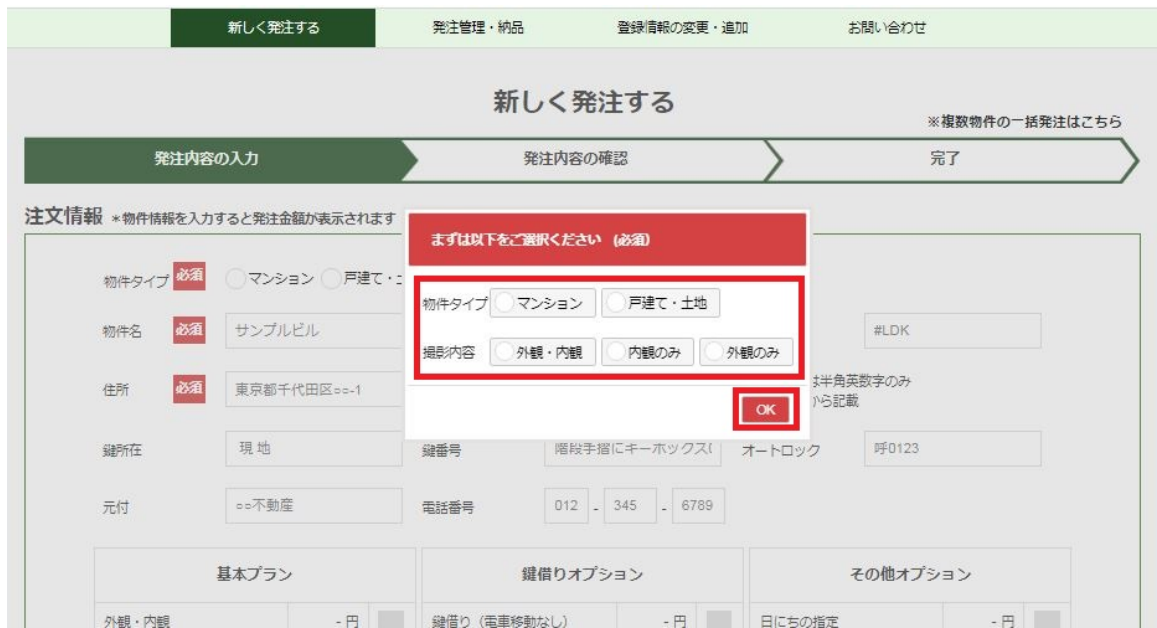 新しく発注する 発注管理・納品 登録情報の変更・追加 お問い合わせ
新しく発注する
※複数物件の一括発注はこちら
発注内容の入力 発注内容の確認 完了
注文情報 *物件情報を入力すると発注金額が表示されます
まずは以下をご選択ください (必須)
物件タイプ 必須 マンション 戸建て・
物件タイプ マンション 戸建て・土地
物件名 必須 サンプルビル #LDK
撮影内容 外観・内観 内観のみ 外観のみ
住所 必須 東京都千代田区○○-1 は半角英数字のみ
から記載
OK
鍵所在 現地 鍵番号 階段手摺にキーボックス( オートロック 呼0123
元付 ○○不動産 電話番号 012 - 345 - 6789
基本プラン 鍵借りオプション その他オプション
外観・内観 - 円 鍵借り(電車移動なし) - 円 日にちの指定 - 円